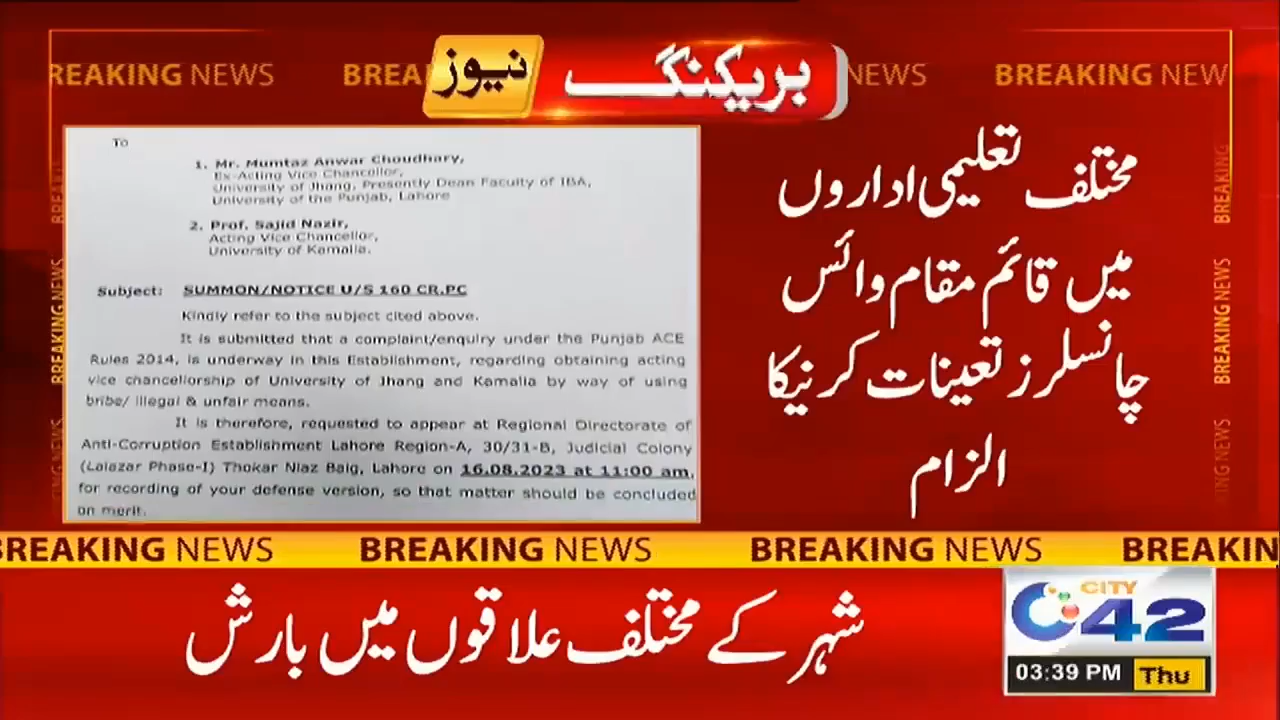 BREAKING NEWS
بریکنگ نیوز
To
1. Mr. Mumtaz Anwar Choudhary,
Ex-Acting Vice Chancellor,
University of Jhang, Presently Dean Faculty of IBA,
University of the Punjab, Lahore
2. Prof. Sajid Nazir,
Acting Vice Chancellor,
University of Kamalia.
Subject: SUMMON/NOTICE U/S 160 CR.PC
Kindly refer to the subject cited above.
It is submitted that a complaint/enquiry under the Punjab ACE
Rules 2014, is underway in this Establishment, regarding obtaining acting
vice chancellorship of University of Jhang and Kamalia by way of using
bribe/ illegal & unfair means.
It is therefore, requested to appear at Regional Directorate of
Anti-Corruption Establishment Lahore Region-A, 30/31-B, Judicial Colony
(Lalazar Phase-I) Thokar Niaz Baig, Lahore on 16.08.2023 at 11:00 am,
for recording of your defense version, so that matter should be concluded
on merit.
مختلف تعلیمی اداروں
میں قائم مقام وائس
چانسلرز تعینات کرنیکا
الزام
BREAKING NEWS BREAKING NEWS BREAKING NEWS BREAKIN
شہر کے مختلف علاقوں میں بارش
CITY
42
03:39 PM Thu